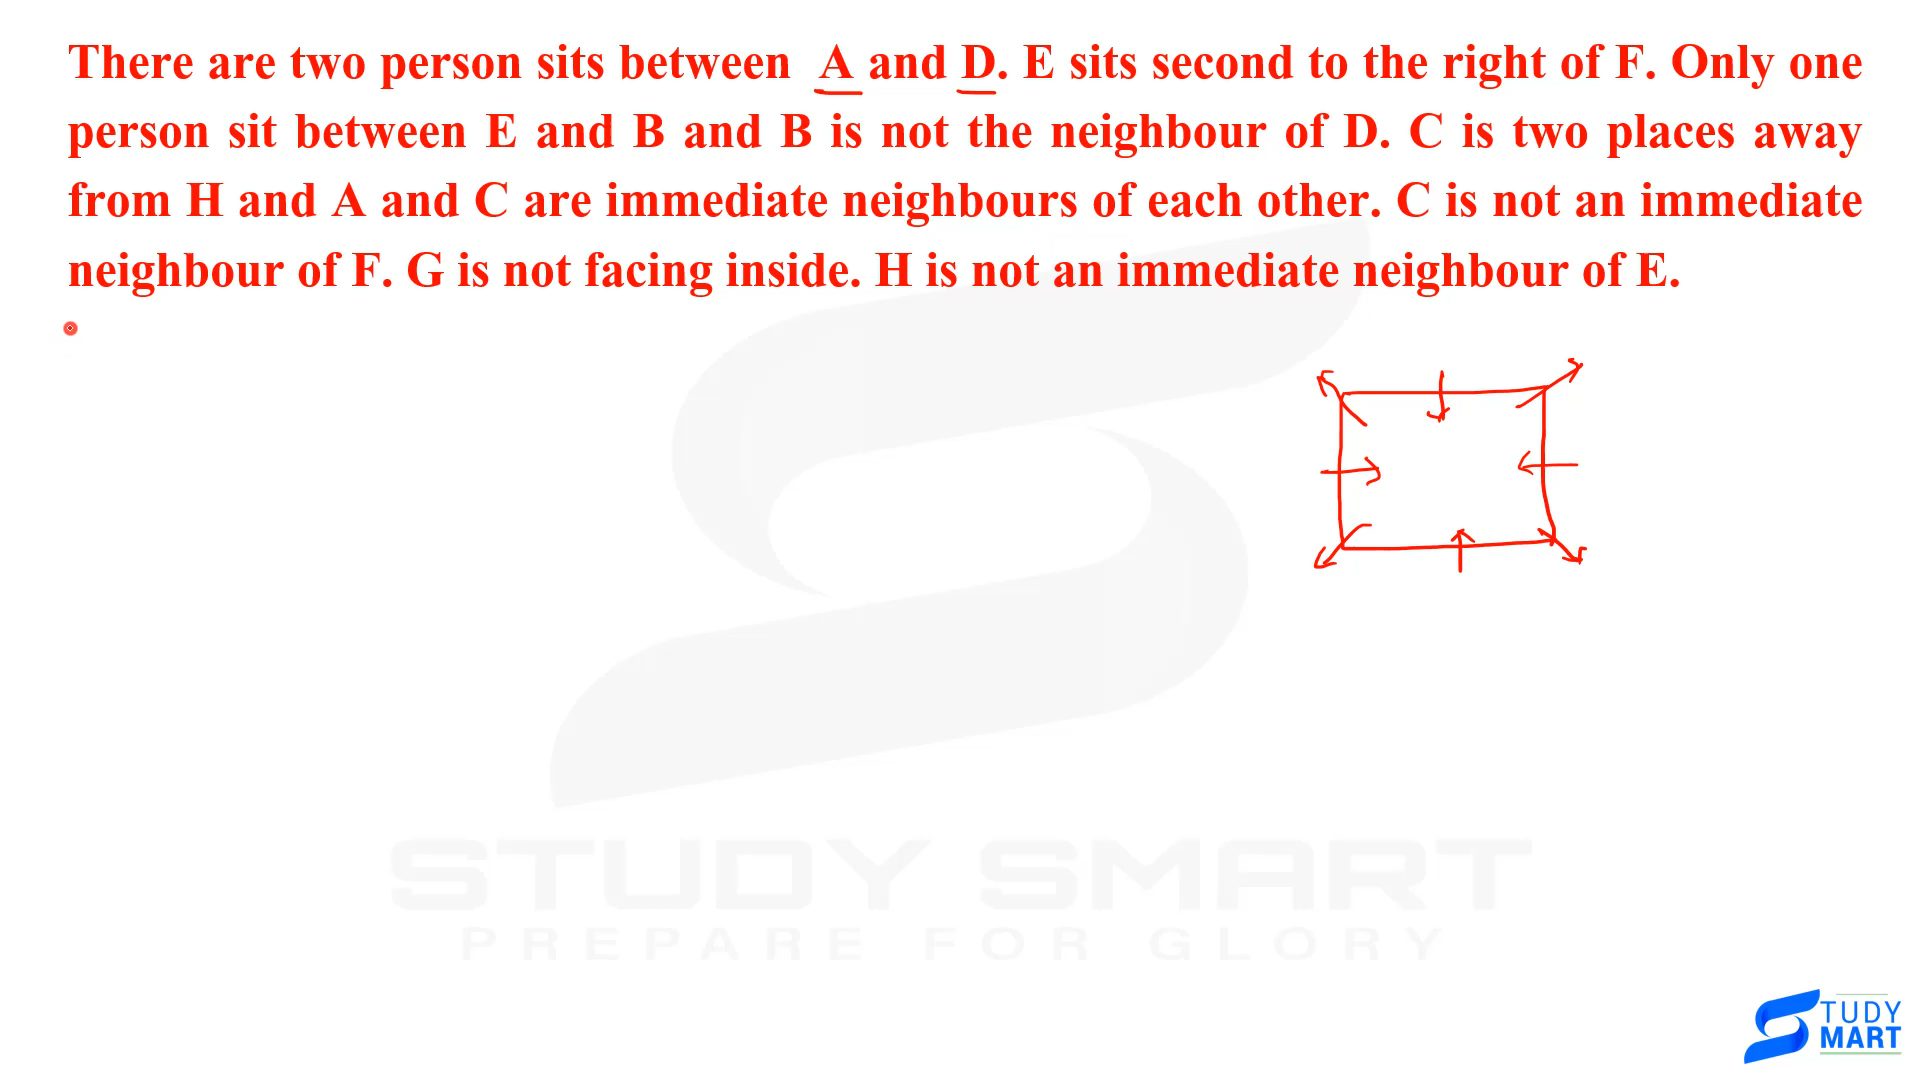 There are two person sits between A and D. E sits second to the right of F. Only one
person sit between E and B and B is not the neighbour of D. C is two places away
from H and A and C are immediate neighbours of each other. C is not an immediate
neighbour of F. G is not facing inside. H is not an immediate neighbour of E.
STUDY SMART
PREPARE FOR GLORY
STUDY
MART